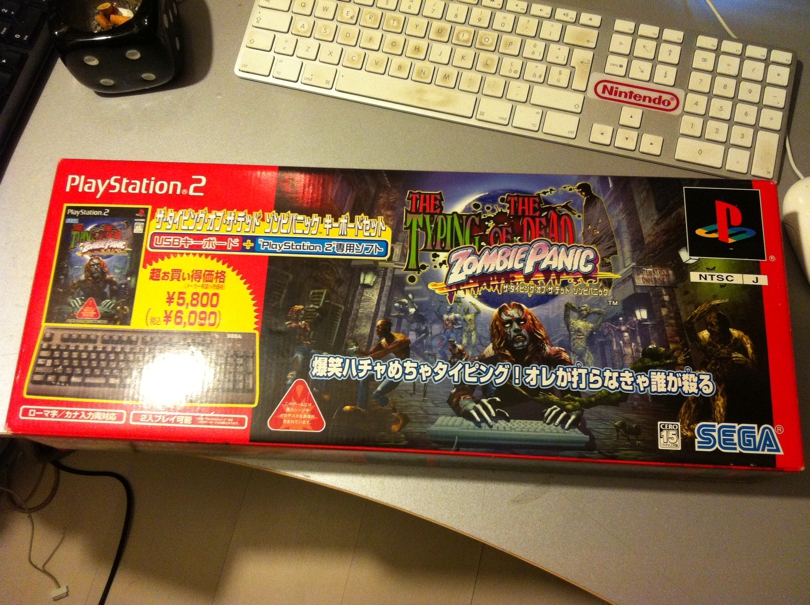 Nintendo
PlayStation®2
ザ・タイピング・オブ・ザ・デッド ゾンビパニック キーボードセット
USBキーボード + "PlayStation 2"専用ソフト
THE TYPING OF THE DEAD
ZOMBIE PANIC
ザ・タイピング・オブ・ザ・デッド ゾンビパニック
TM
NTSC J
超お買い得価格
¥5,800
(税込¥6,090)
SEGA
爆笑ハチャめちゃタイピング!オレが打らなきゃ誰が殺る
ローマ字/カナ入力両対応
2人プレイ可能
CERO
15
SEGA®